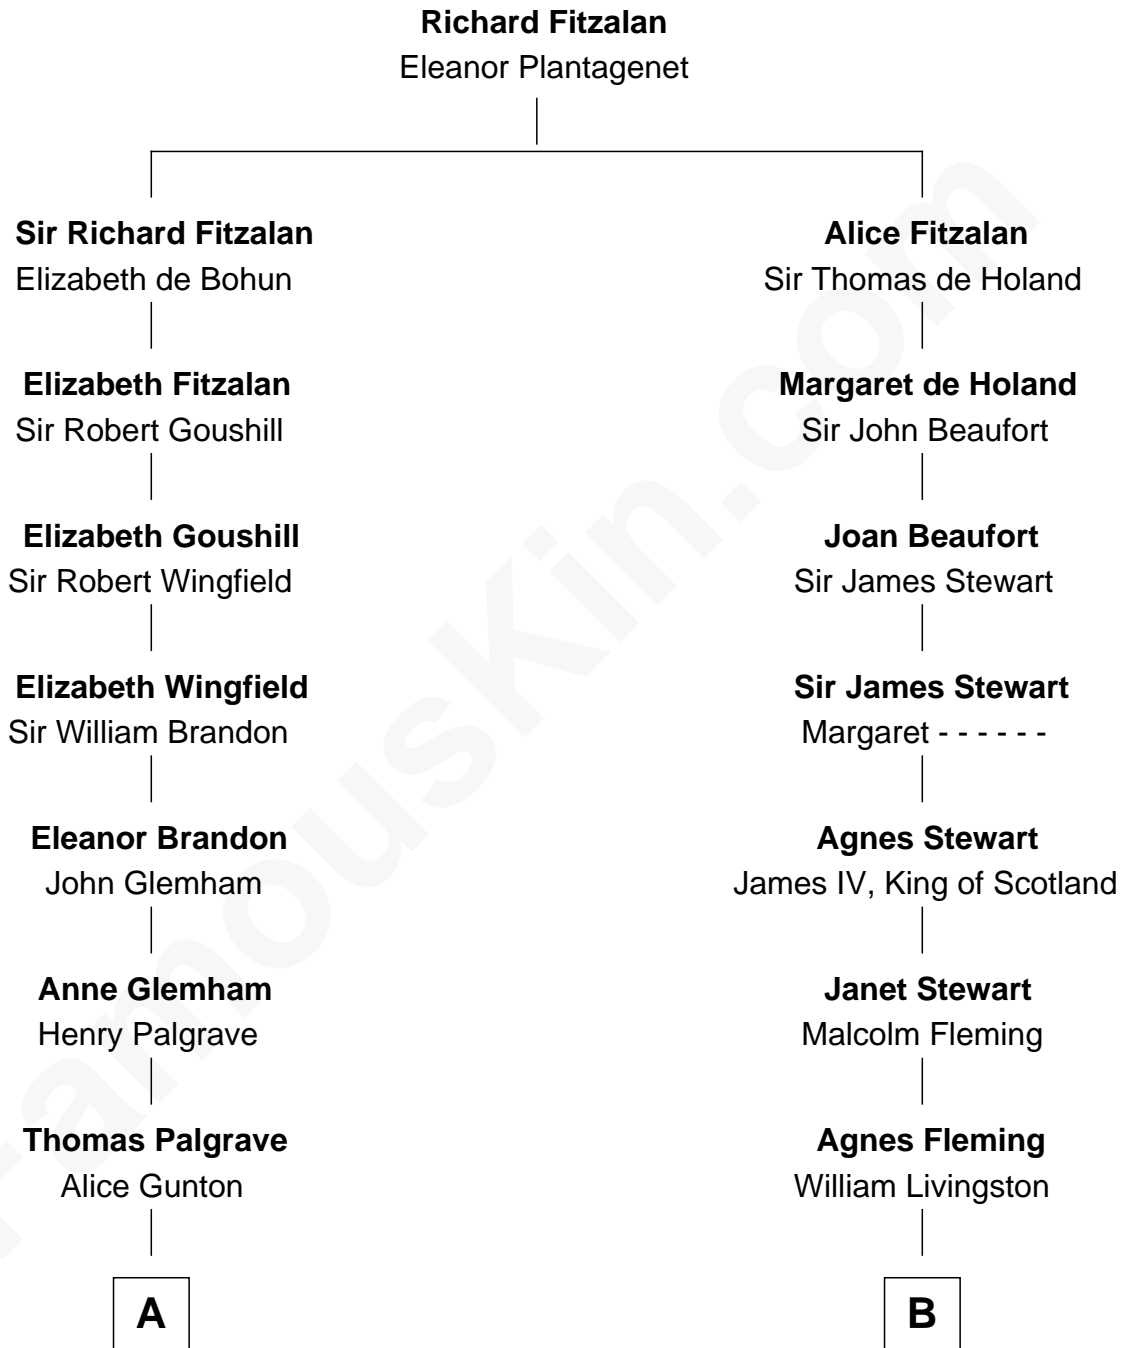 Richard Fitzalan
Eleanor Plantagenet
Sir Richard Fitzalan
Elizabeth de Bohun
Alice Fitzalan
Sir Thomas de Holand
Elizabeth Fitzalan
Sir Robert Goushill
Margaret de Holand
Sir John Beaufort
Elizabeth Goushill
Sir Robert Wingfield
Joan Beaufort
Sir James Stewart
Elizabeth Wingfield
Sir William Brandon
Sir James Stewart
Margaret - - - - - -
Eleanor Brandon
John Glemham
Agnes Stewart
James IV, King of Scotland
Anne Glemham
Henry Palgrave
Janet Stewart
Malcolm Fleming
Thomas Palgrave
Alice Gunton
Agnes Fleming
William Livingston
A
B
FamousKin.com